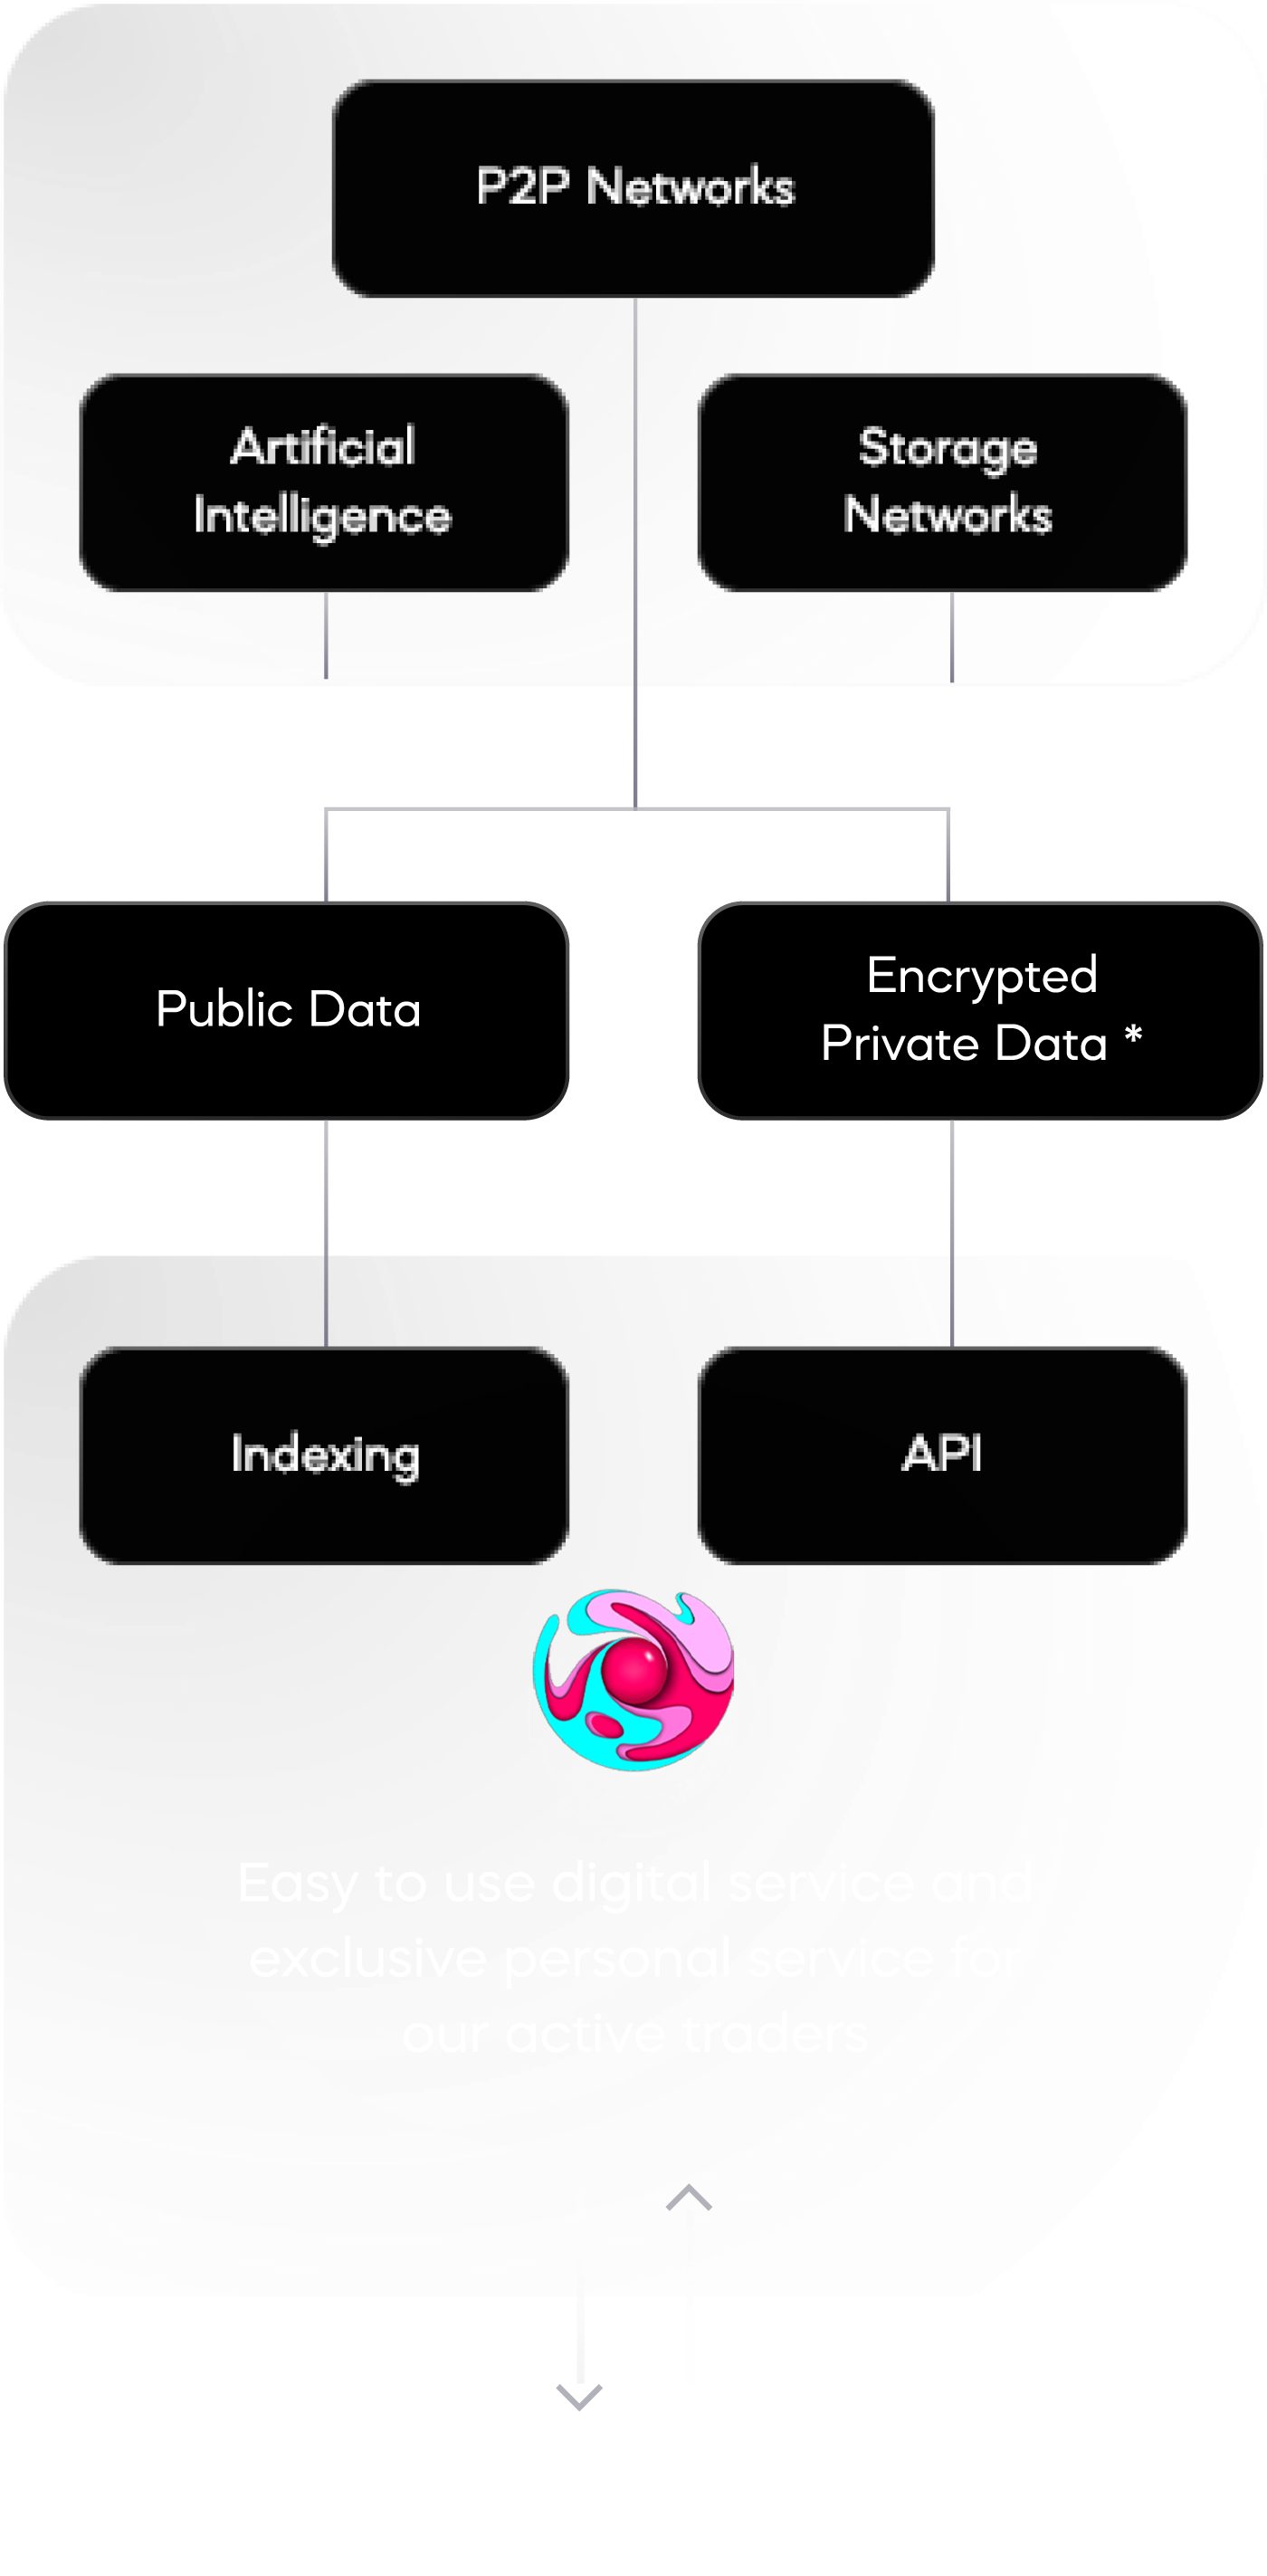 P2P Networks
Artificial
Intelligence
Storage
Networks
Public Data
Encrypted
Private Data *
Indexing
API
Easy to use digital service and
exclusive personal service for
our active traders